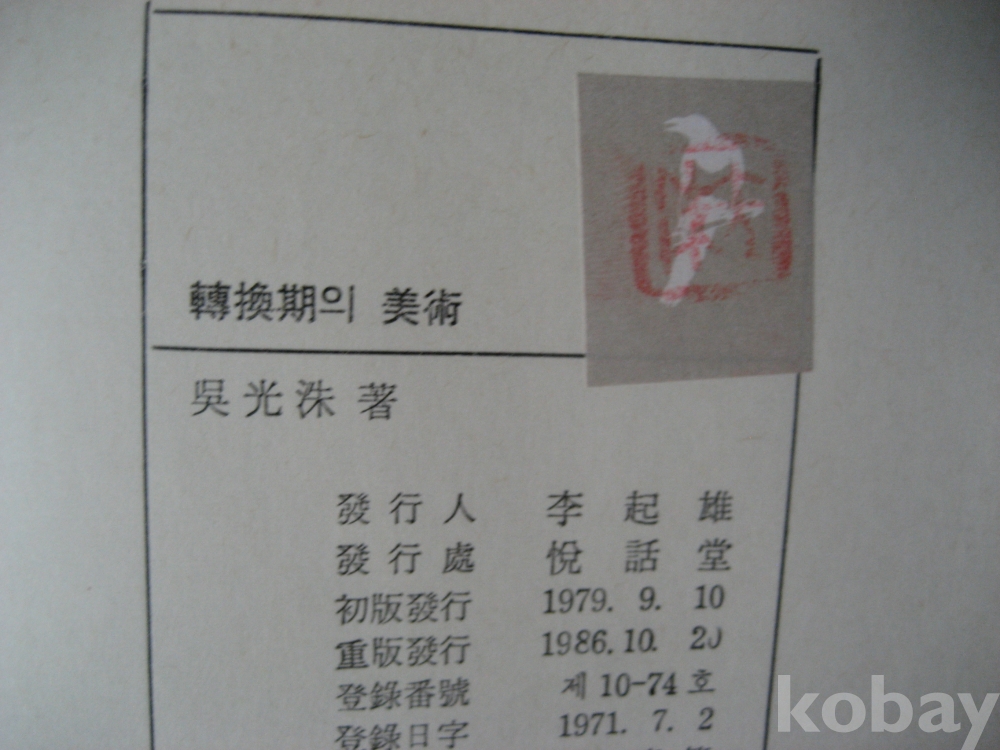 轉換期의 美術
吳光洙 著
發行人 李起雄
發行處 悅話堂
初版發行 1979. 9. 10
重版發行 1986. 10. 20
登錄番號 제 10-74 호
登錄日字 1971. 7. 2
kobay